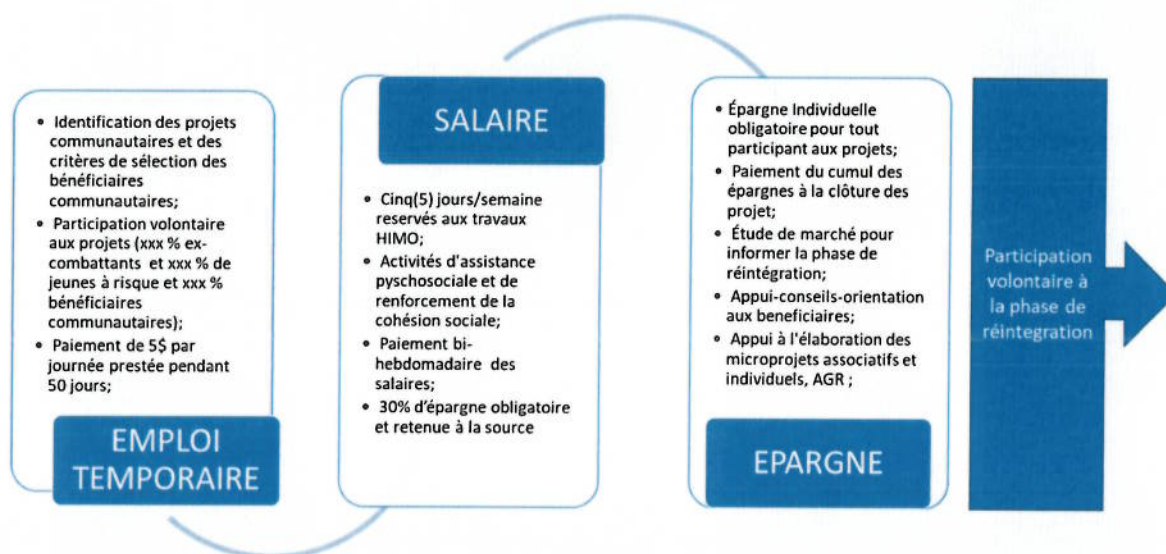 • Identification des projets
communautaires et des
critères de sélection des
bénéficiaires
communautaires;
• Participation volontaire
aux projets (xxx % ex-
combattants et xxx % de
jeunes à risque et xxx %
bénéficiaires
communautaires);
• Paiement de 5$ par
journée prestée pendant
50 jours;
EMPLOI
TEMPORAIRE
SALAIRE
• Cinq(5) jours/semaine
reservés aux travaux
HIMO;
• Activités d'assistance
pyschosociale et de
renforcement de la
cohésion sociale;
• Paiement bi-
hebdomadaire des
salaires;
• 30% d'épargne obligatoire
et retenue à la source
• Épargne Individuelle
obligatoire pour tout
participant aux projets;
• Paiement du cumul des
épargnes à la clôture des
projet;
• Étude de marché pour
informer la phase de
réintégration;
• Appui-conseils-orientation
aux beneficiaires;
• Appui à l'élaboration des
microprojets associatifs et
individuels, AGR ;
EPARGNE
Participation
volontaire à
la phase de
réintegration